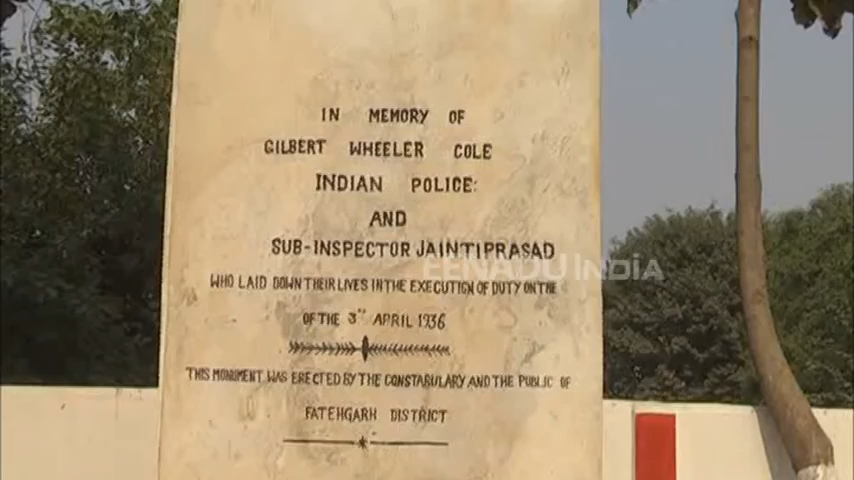 IN MEMORY OF
GILBERT WHEELER COLE
INDIAN POLICE:
AND
SUB-INSPECTOR JAINTIPRASAD
EENADU INDIA
WHO LAID DOWN THEIR LIVES IN THE EXECUTION OF DUTY ON THE
OF THE 3RD APRIL 1936
THIS MONUMENT WAS ERECTED BY THE CONSTABULARY AND THE PUBLIC OF
FATEHGARH DISTRICT